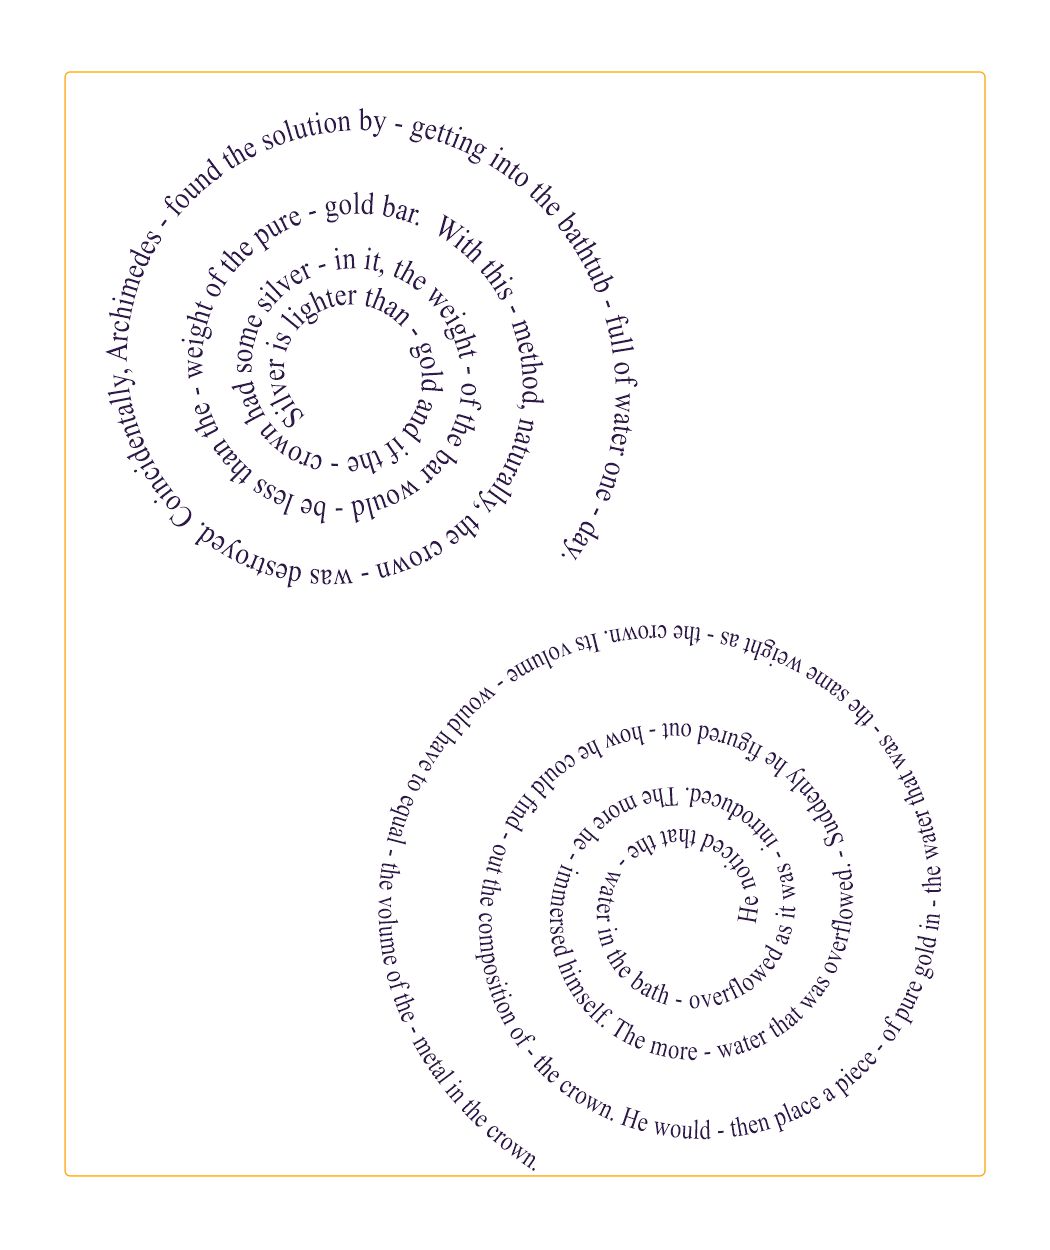 Silver is lighter than - gold and if the - crown had some silver - in it, the weight - of the bar would - be less than the - weight of the pure - gold bar. With this - method, naturally, the crown - was destroyed. Coincidentally, Archimedes - found the solution by - getting into the bathtub - full of water one - day.
He noticed that the - water in the bath - overflowed as it was - introduced. The more he - immersed himself. The more - water that was overflowed. - Suddenly he figured out - how he could find - out the composition of - the crown. He would - then place a piece - of pure gold in - the water that was - the same weight as - the crown. Its volume - would have to equal - the volume of the - metal in the crown.